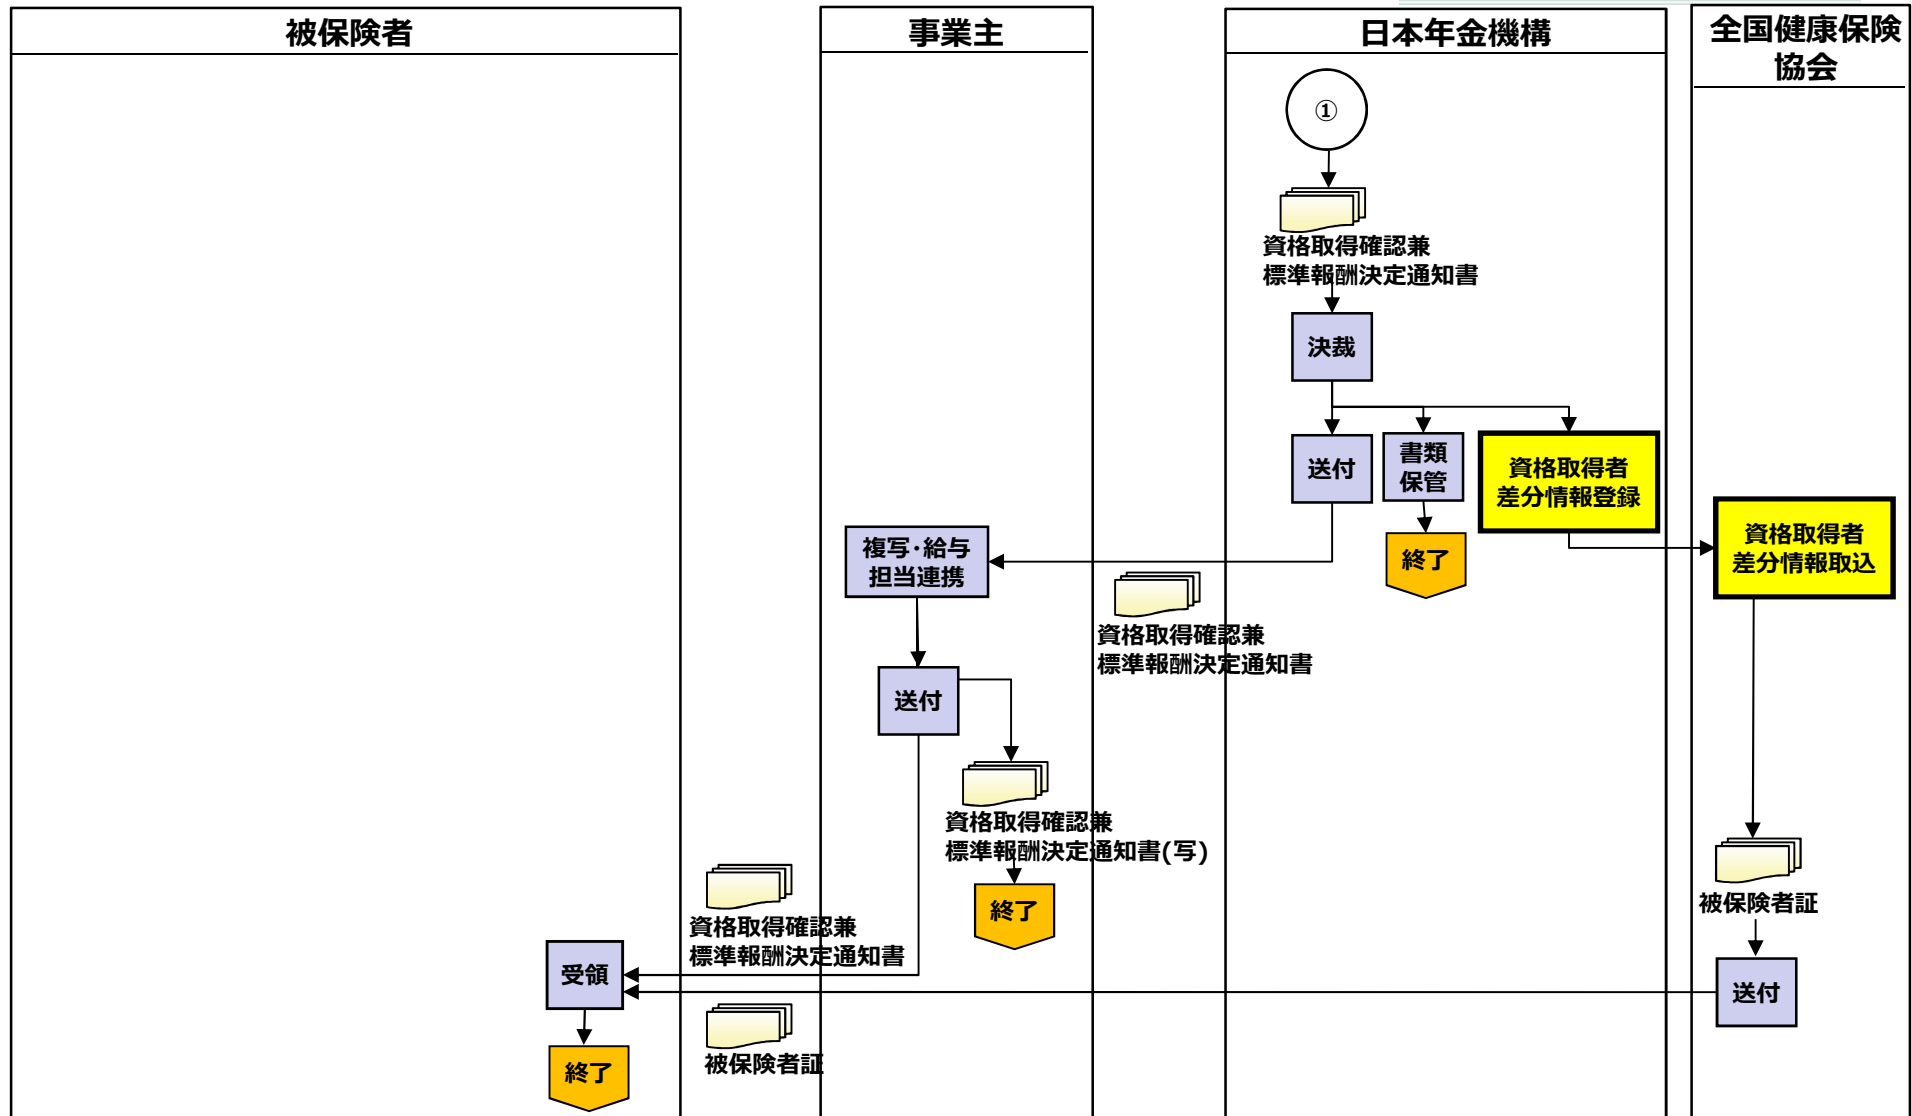 被保険者
事業主
日本年金機構
全国健康保険
協会
①
資格取得確認兼
標準報酬決定通知書
決裁
送付
書類
保管
資格取得者
差分情報登録
資格取得者
差分情報取込
複写･給与
担当連携
終了
資格取得確認兼
標準報酬決定通知書
送付
資格取得確認兼
標準報酬決定通知書(写)
終了
被保険者証
資格取得確認兼
標準報酬決定通知書
受領
送付
被保険者証
終了